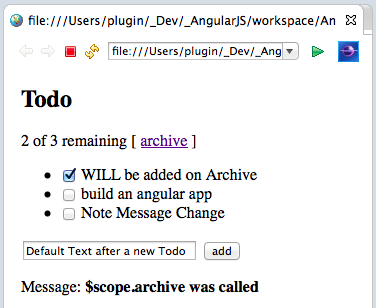 file:///Users/plugin/_Dev/_AngularJS/workspace/An
file:///Users/plugin/_Dev/_Ang
Todo
2 of 3 remaining [ archive ]
WILL be added on Archive
build an angular app
Note Message Change
Default Text after a new Todo add
Message: $scope.archive was called